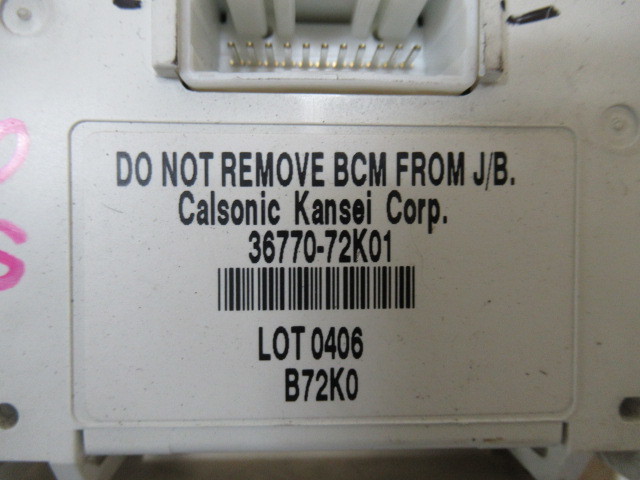 DO NOT REMOVE BCM FROM J/B.
Calsonic Kansei Corp.
36770-72K01
LOT 0406
B72K0